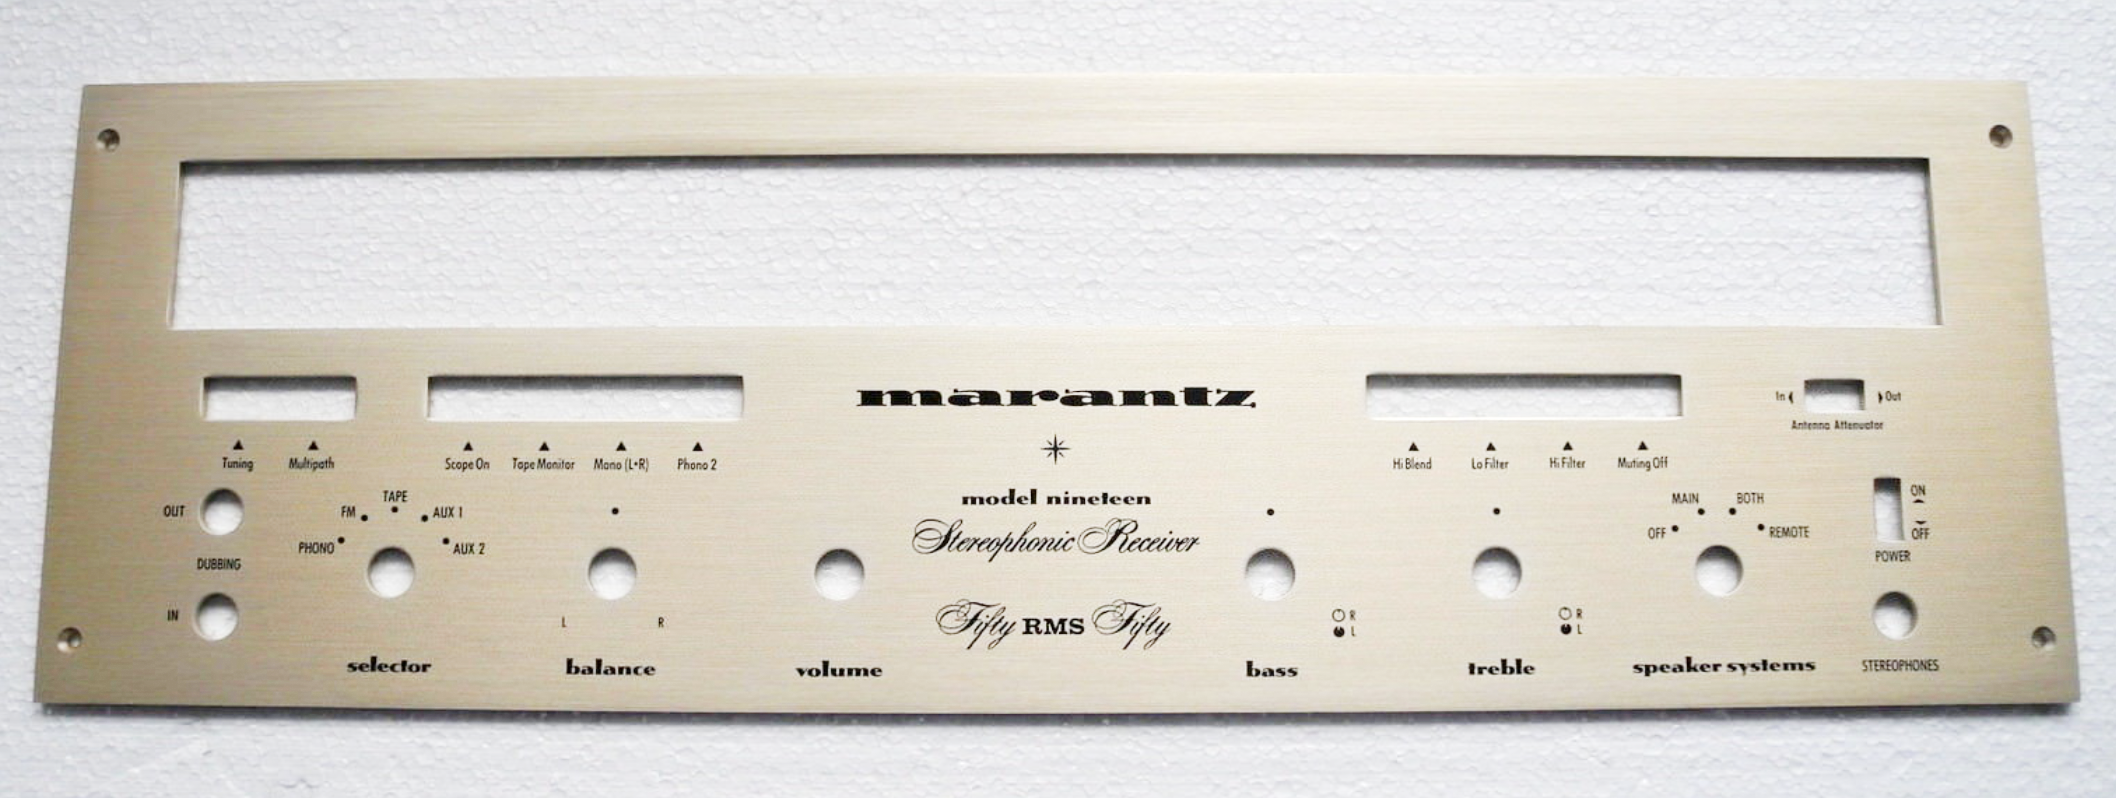 marantz
In Out
Antenna Attenuator
Tuning Multipath Scope On Tape Monitor Mono (L+R) Phono 2 Hi Blend Lo Filter Hi Filter Muting Off
model nineteen
Stereophonic Receiver
Fifty RMS Fifty
OUT
DUBBING
IN
PHONO FM TAPE AUX 1 AUX 2
selector
L R
balance
volume
R
L
bass
R
L
treble
OFF MAIN BOTH REMOTE
speaker systems
ON
OFF
POWER
STEREOPHONES